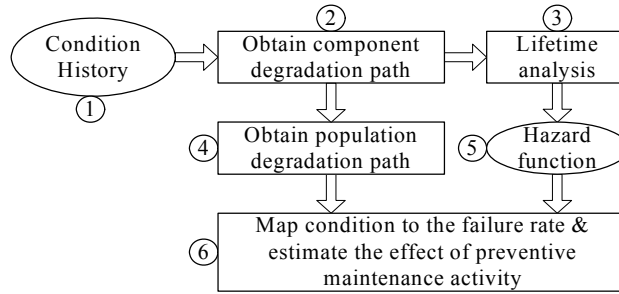 1
Condition
History
2
Obtain component
degradation path
3
Lifetime
analysis
4
Obtain population
degradation path
5
Hazard
function
6
Map condition to the failure rate &
estimate the effect of preventive
maintenance activity